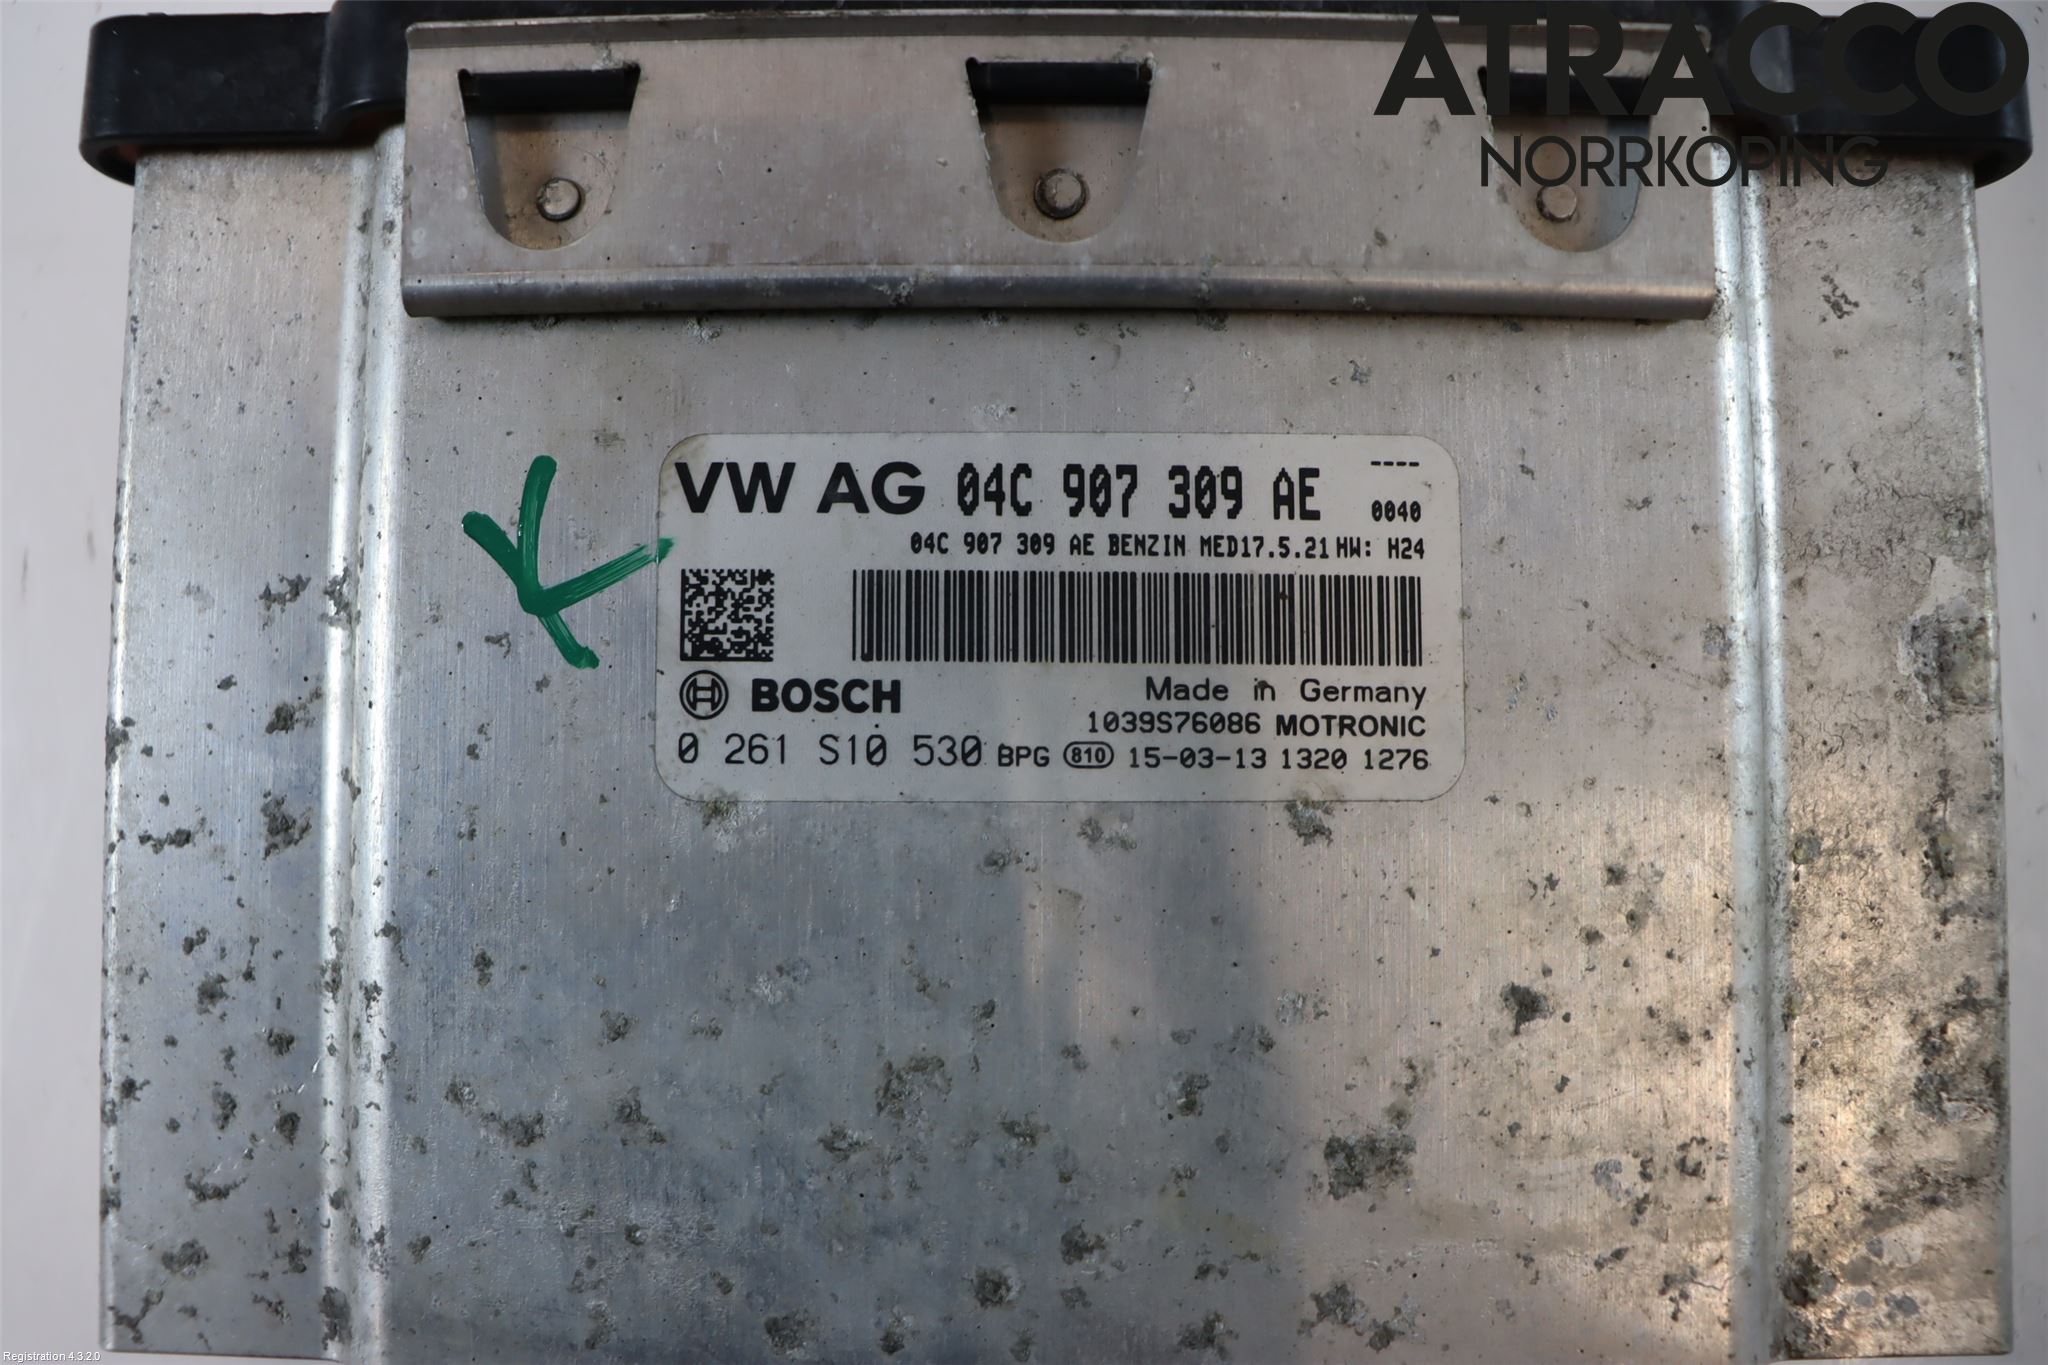 ATRACCO
NORRKÖPING
VW AG 04C 907 309 AE ----
0040
04C 907 309 AE BENZIN MED17.5.21 HW: H24
BOSCH
Made in Germany
1039S76086 MOTRONIC
0 261 S10 530 BPG 810 15-03-13 1320 1276
Registration 4.3.2.0